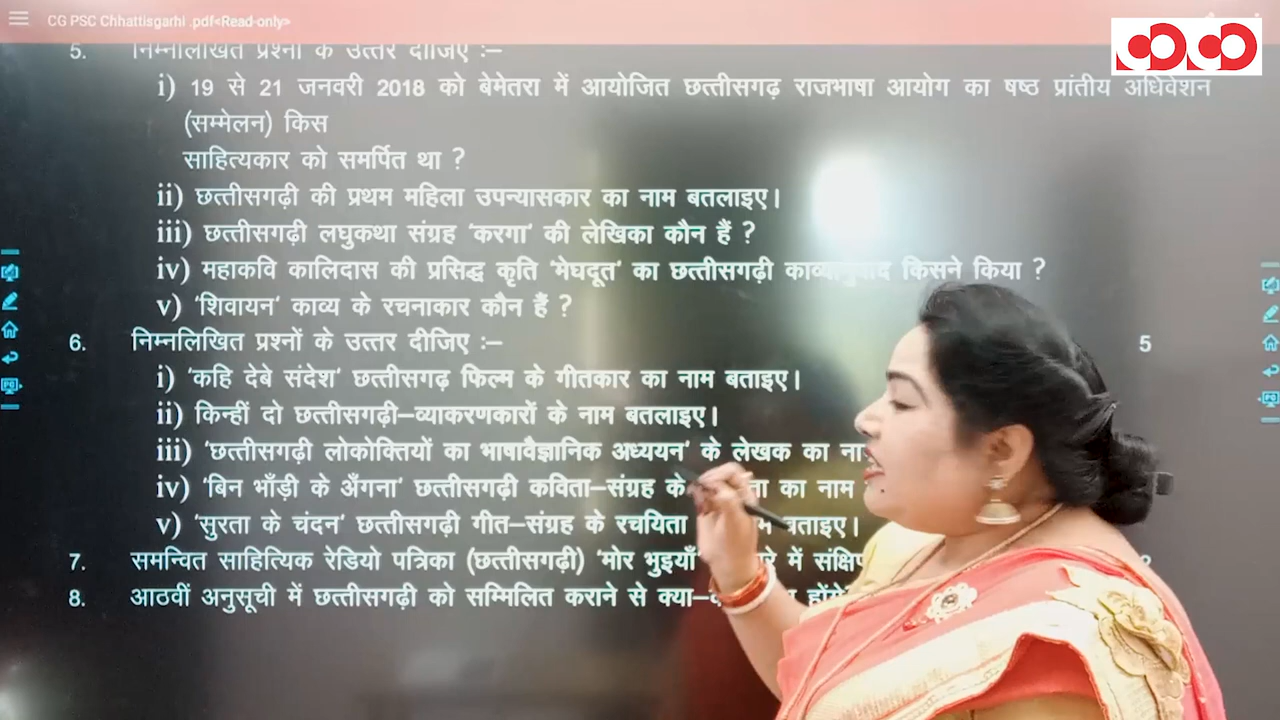 CG PSC Chhattisgarhi .pdf<Read-only>
5. निम्नलिखित प्रश्नों के उत्तर दीजिए :–
i) 19 से 21 जनवरी 2018 को बेमेतरा में आयोजित छत्तीसगढ़ राजभाषा आयोग का षष्ठ प्रांतीय अधिवेशन
(सम्मेलन) किस
साहित्यकार को समर्पित था ?
ii) छत्तीसगढ़ी की प्रथम महिला उपन्यासकार का नाम बतलाइए।
iii) छत्तीसगढ़ी लघुकथा संग्रह 'करगा' की लेखिका कौन हैं ?
iv) महाकवि कालिदास की प्रसिद्ध कृति 'मेघदूत' का छत्तीसगढ़ी काव्यानुवाद किसने किया ?
v) 'शिवायन' काव्य के रचनाकार कौन हैं ?
6. निम्नलिखित प्रश्नों के उत्तर दीजिए :– 5
i) 'कहि देबे संदेश' छत्तीसगढ़ फिल्म के गीतकार का नाम बताइए।
ii) किन्हीं दो छत्तीसगढ़ी–व्याकरणकारों के नाम बतलाइए।
iii) 'छत्तीसगढ़ी लोकोक्तियों का भाषावैज्ञानिक अध्ययन' के लेखक का
iv) 'बिन भाँड़ी के अँगना' छत्तीसगढ़ी कविता–संग्रह के का नाम
v) 'सुरता के चंदन' छत्तीसगढ़ी गीत–संग्रह के रचयिता बताइए।
7. समन्वित साहित्यिक रेडियो पत्रिका (छत्तीसगढ़ी) 'मोर भुइयाँ में
8. आठवीं अनुसूची में छत्तीसगढ़ी को सम्मिलित कराने से क्या–